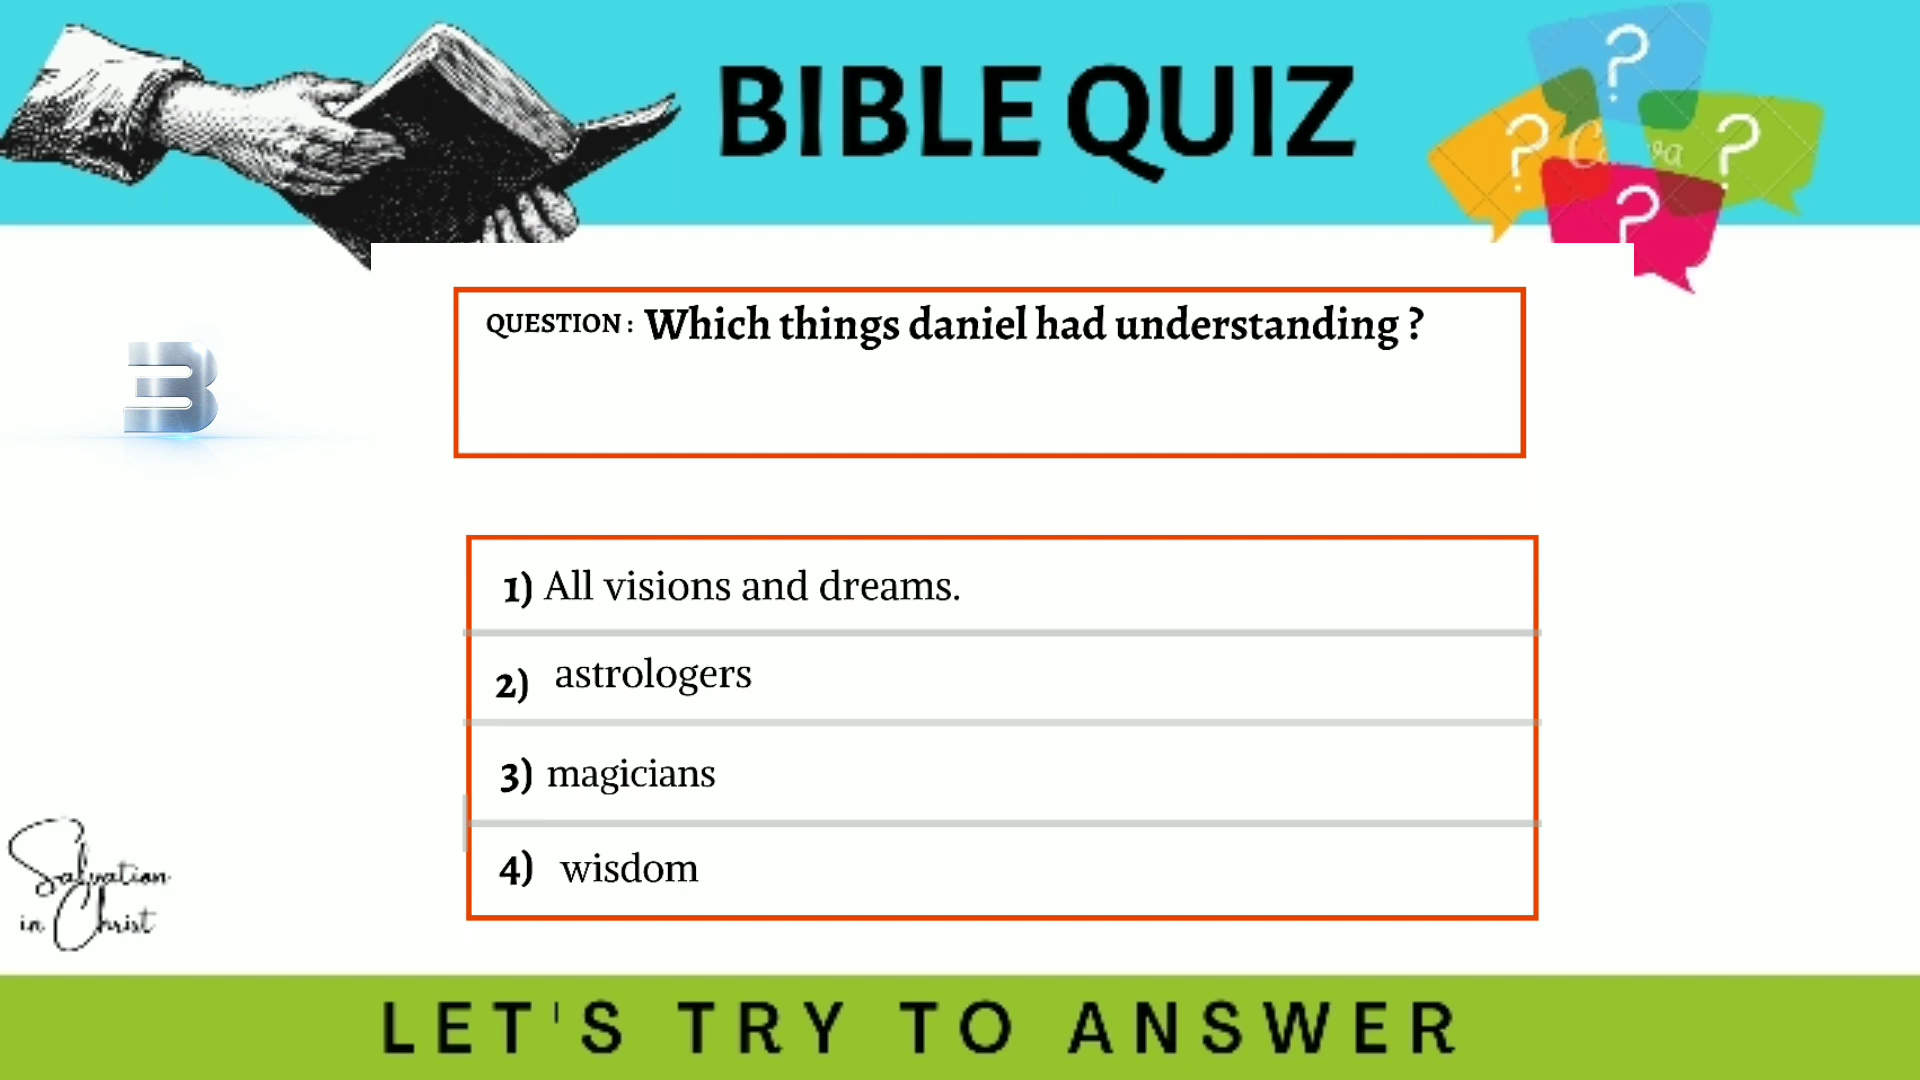 BIBLE QUIZ
? ? ? ?
QUESTION : Which things daniel had understanding ?
3
1) All visions and dreams.
2) astrologers
3) magicians
4) wisdom
Salvation
in Christ
LET'S TRY TO ANSWER